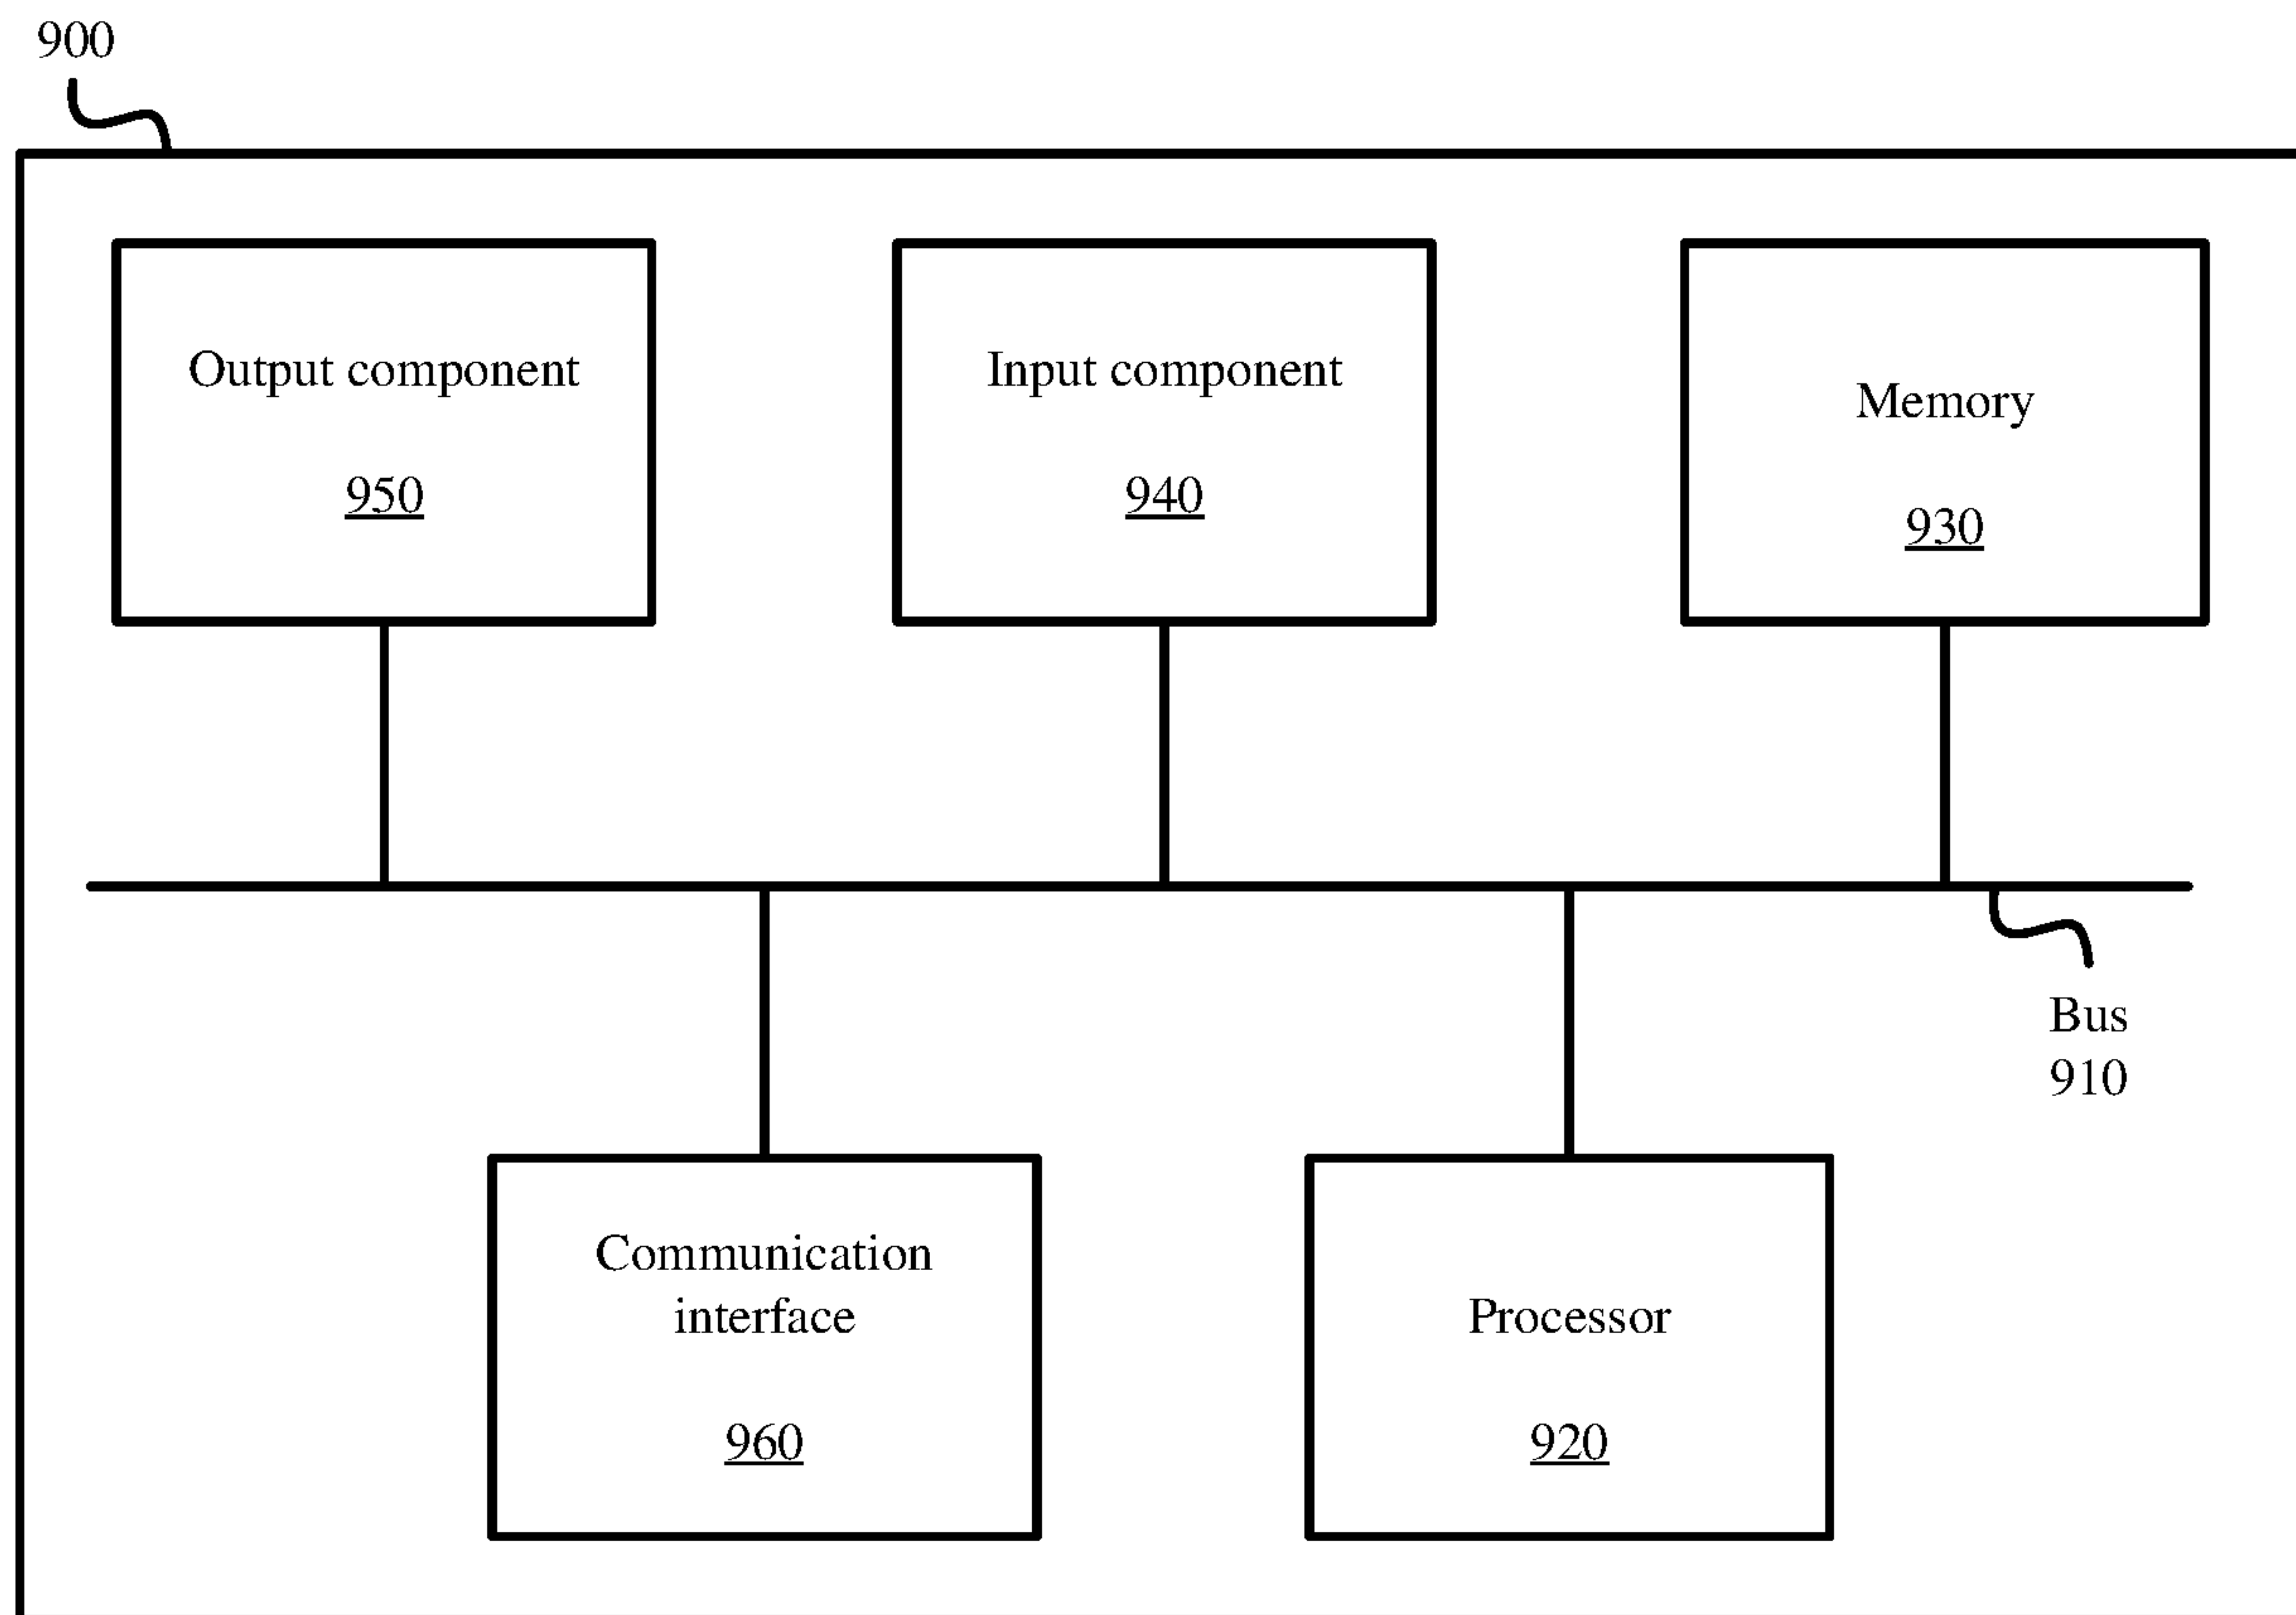 900
Output component
950
Input component
940
Memory
930
Bus
910
Communication
interface
960
Processor
920